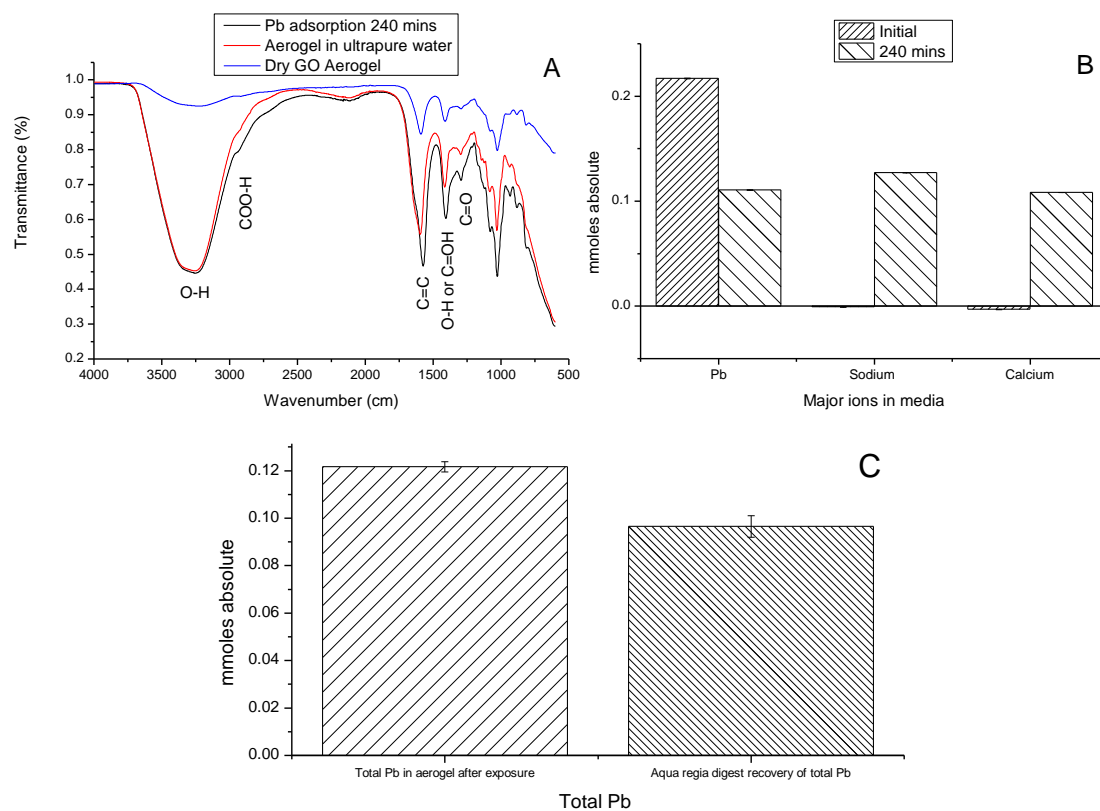 Pb adsorption 240 mins
Aerogel in ultrapure water
Dry GO Aerogel
A
1.0
0.9
0.8
0.7
0.6
0.5
0.4
0.3
0.2
Transmittance (%)
O-H
COO-H
C=C
O-H or C=OH
C=O
4000 3500 3000 2500 2000 1500 1000 500
Wavenumber (cm)
Initial
240 mins
B
0.2
0.1
0.0
mmoles absolute
Pb Sodium Calcium
Major ions in media
C
0.12
0.10
0.08
0.06
0.04
0.02
0.00
mmoles absolute
Total Pb in aerogel after exposure Aqua regia digest recovery of total Pb
Total Pb